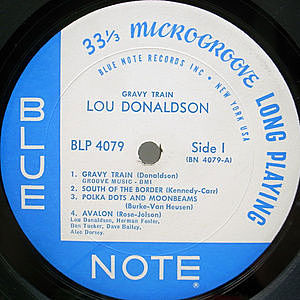 33 1/3 MICROGROOVE LONG PLAYING
BLUE NOTE RECORDS INC • NEW YORK USA
GRAVY TRAIN
LOU DONALDSON
BLP 4079
Side 1
(BN 4079-A)
1. GRAVY TRAIN (Donaldson)
GROOVE MUSIC - BMI
2. SOUTH OF THE BORDER (Kennedy-Carr)
3. POLKA DOTS AND MOONBEAMS
(Burke-Van Heusen)
4. AVALON (Rose-Jolson)
Lou Donaldson, Herman Foster,
Ben Tucker, Dave Bailey,
Alec Dorsey.
BLUE
NOTE
®